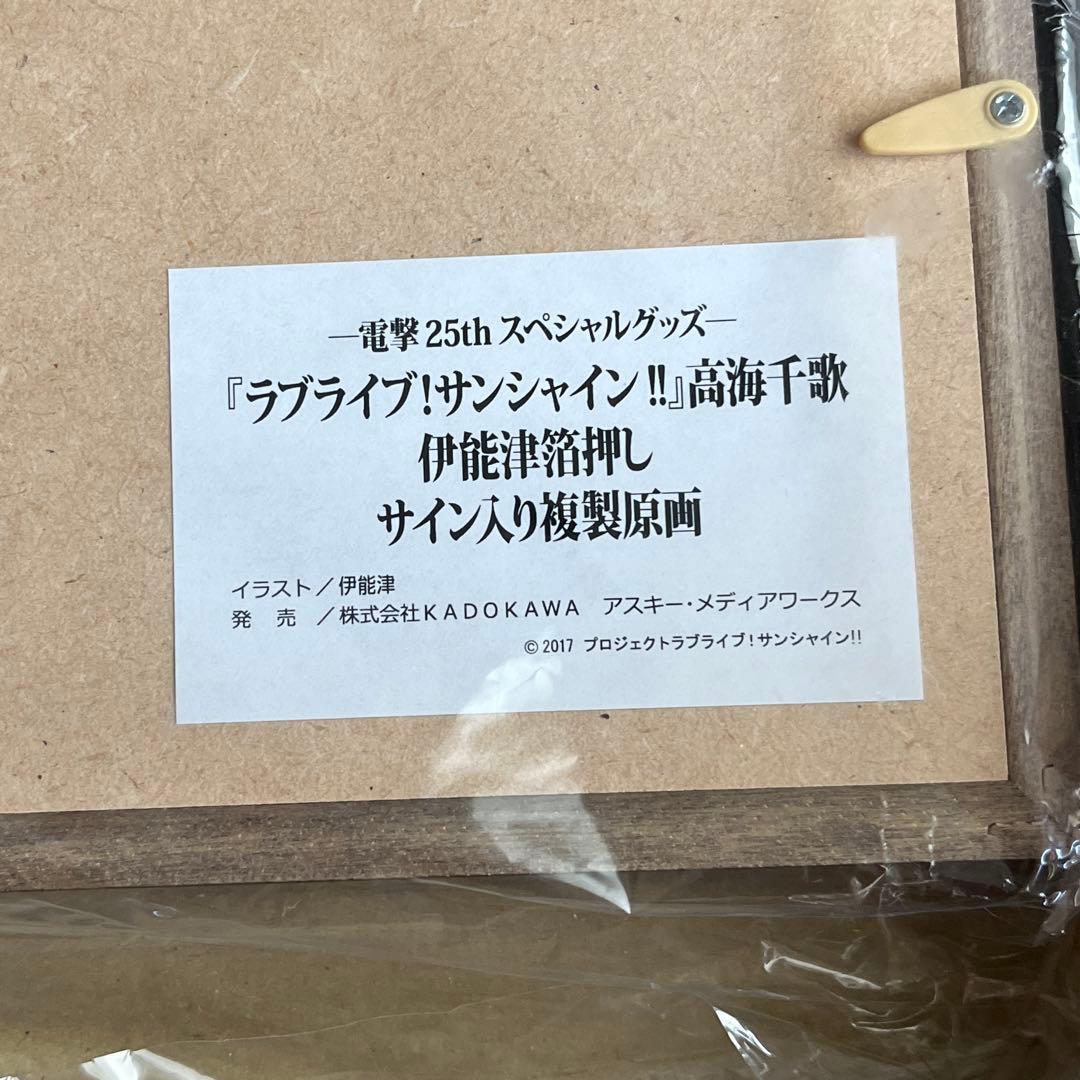 ―電撃 25th スペシャルグッズ―
『ラブライブ!サンシャイン!!』高海千歌
伊能津箔押し
サイン入り複製原画
イラスト／伊能津
発　売　／株式会社KADOKAWA　アスキー・メディアワークス
© 2017 プロジェクトラブライブ!サンシャイン!!